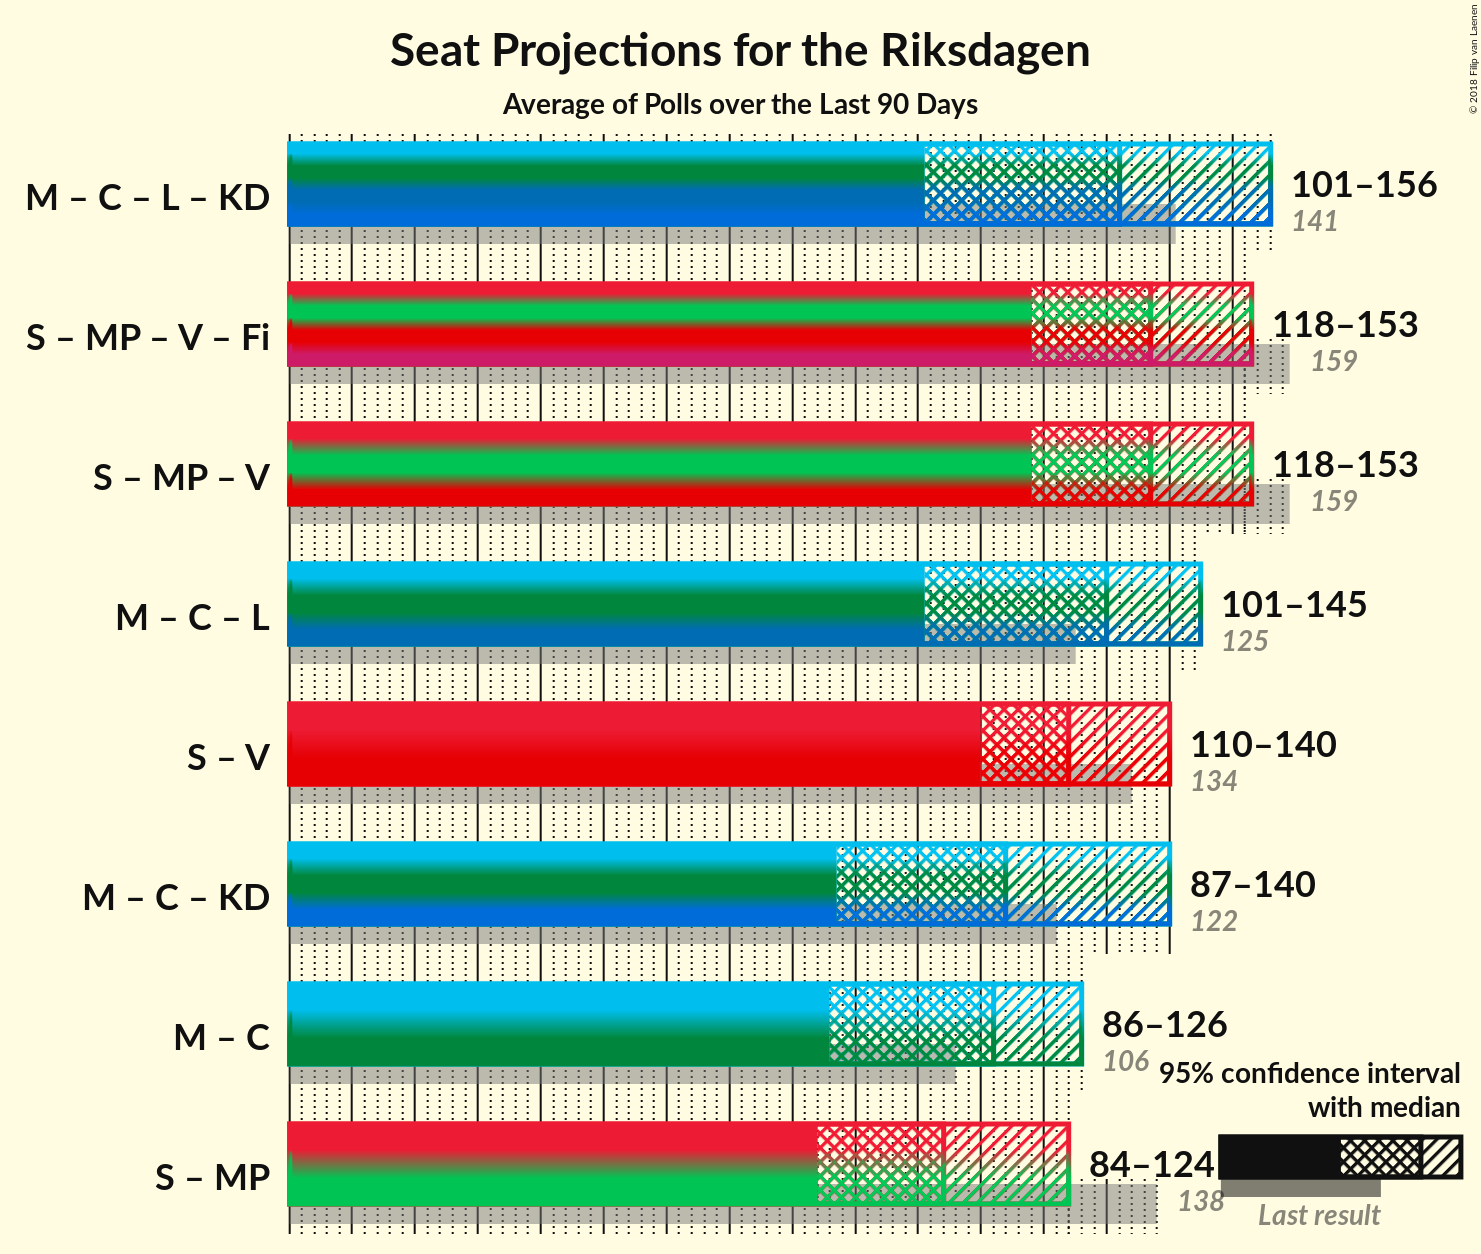 Seat Projections for the Riksdagen
Average of Polls over the Last 90 Days
© 2018 Filip van Laenen
M – C – L – KD
101–156
141
S – MP – V – Fi
118–153
159
S – MP – V
118–153
159
M – C – L
101–145
125
S – V
110–140
134
M – C – KD
87–140
122
M – C
86–126
106
S – MP
84–124
138
95% confidence interval
with median
Last result